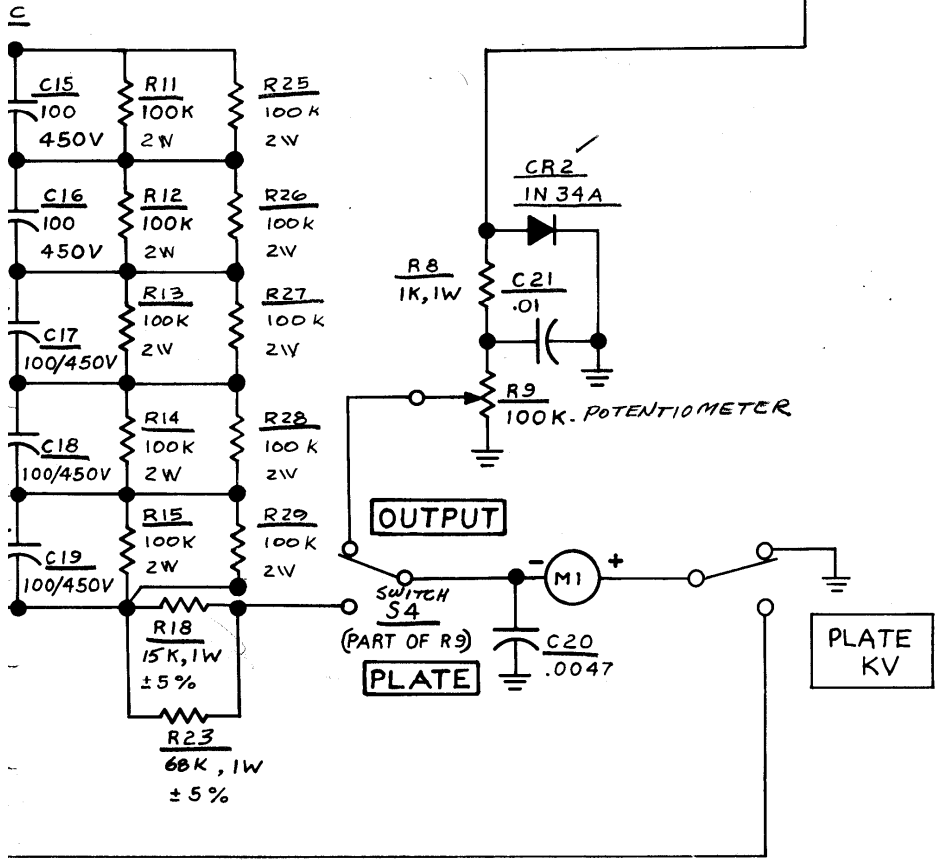 C
C15
100
450V
R11
100K
2W
R25
100K
2W
C16
100
450V
R12
100K
2W
R26
100K
2W
C17
100/450V
R13
100K
2W
R27
100K
2W
C18
100/450V
R14
100K
2W
R28
100K
2W
C19
100/450V
R15
100K
2W
R29
100K
2W
R18
15K, 1W
±5%
R23
68K, 1W
±5%
CR2
1N 34A
R8
1K, 1W
C21
.01
R9
100K. POTENTIOMETER
OUTPUT
SWITCH
S4
(PART OF R9)
PLATE
- M1 +
C20
.0047
PLATE
KV